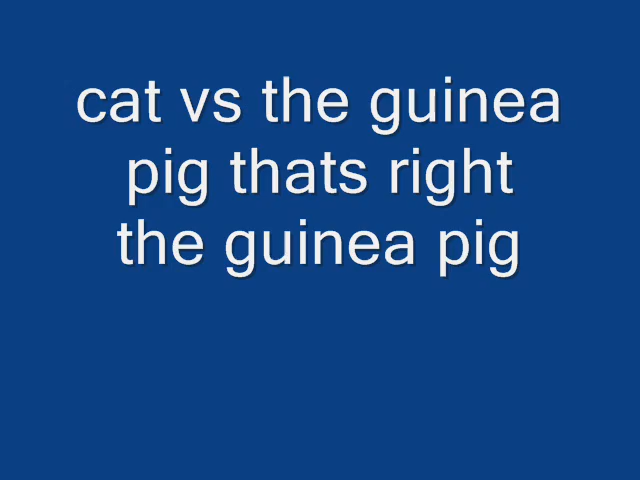 cat vs the guinea
pig thats right
the guinea pig